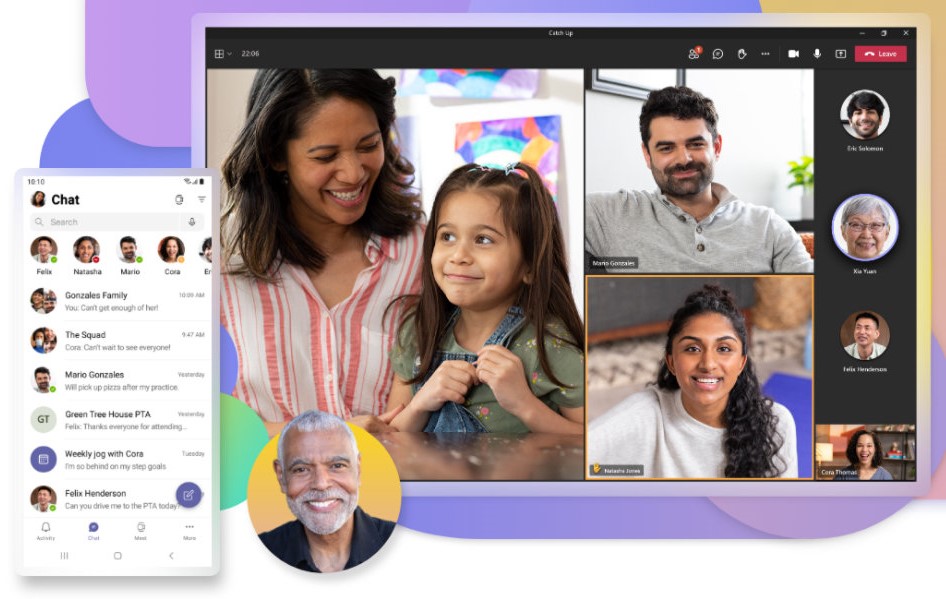 Catch Up
22:06
Leave
Mario Gonzales
Natasha Jones
Eric Solomon
Xia Yuan
Felix Henderson
Cora Thomas
10:10
Chat
Search
Felix
Natasha
Mario
Cora
Er
Gonzales Family
10:09 AM
You: Can't get enough of her!
The Squad
9:47 AM
Cora: Can't wait to see everyone!
Mario Gonzales
Yesterday
Will pick up pizza after my practice.
GT
Green Tree House PTA
Yesterday
Felix: Thanks everyone for attending...
Weekly jog with Cora
Tuesday
I'm so behind on my step goals
Felix Henderson
Can you drive me to the PTA today?
Activity
Chat
Meet
More